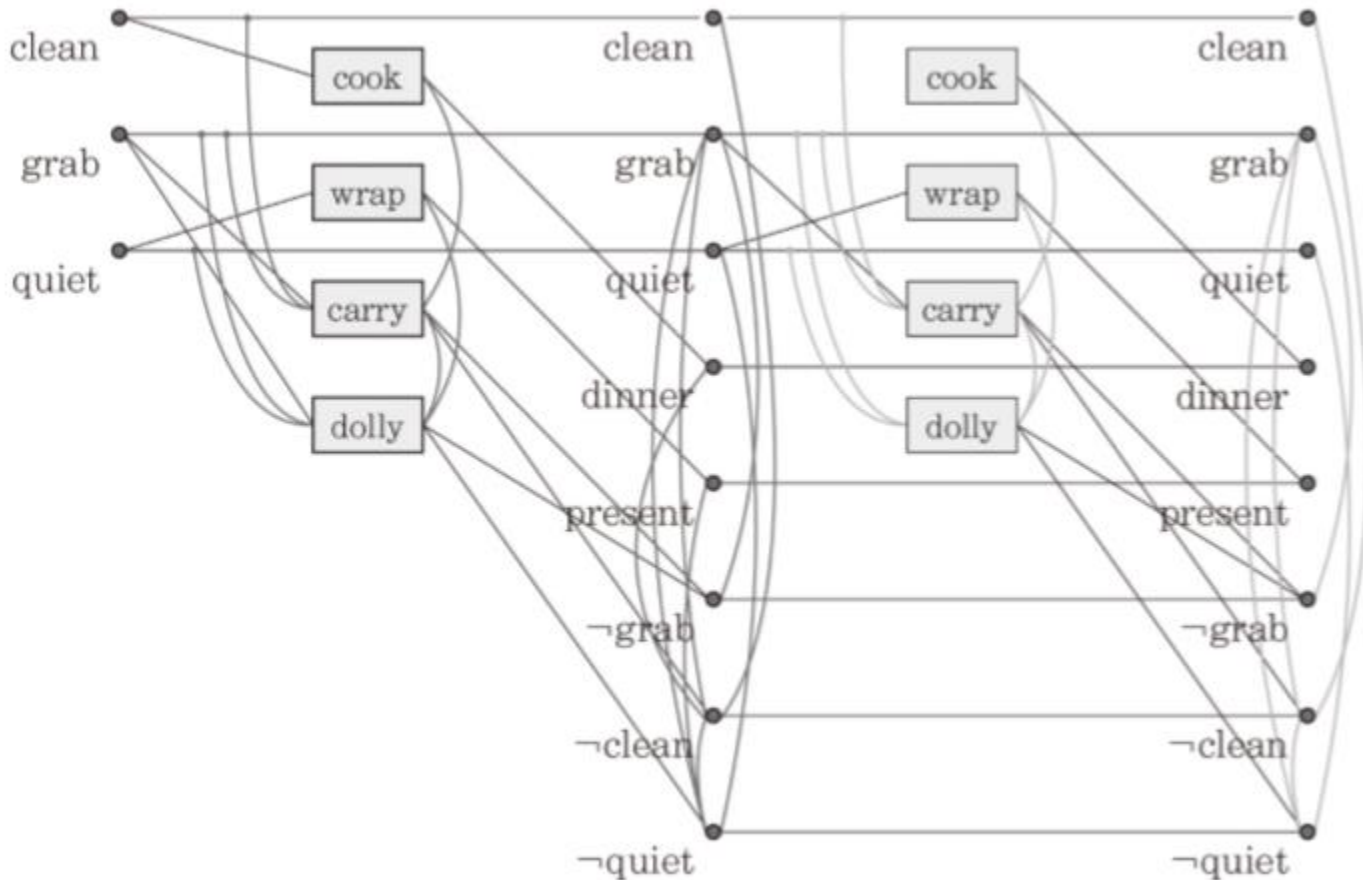 clean
cook
clean
cook
clean
grab
wrap
grab
wrap
grab
quiet
carry
quiet
carry
quiet
dolly
dinner
dolly
dinner
present
present
¬grab
¬grab
¬clean
¬clean
¬quiet
¬quiet